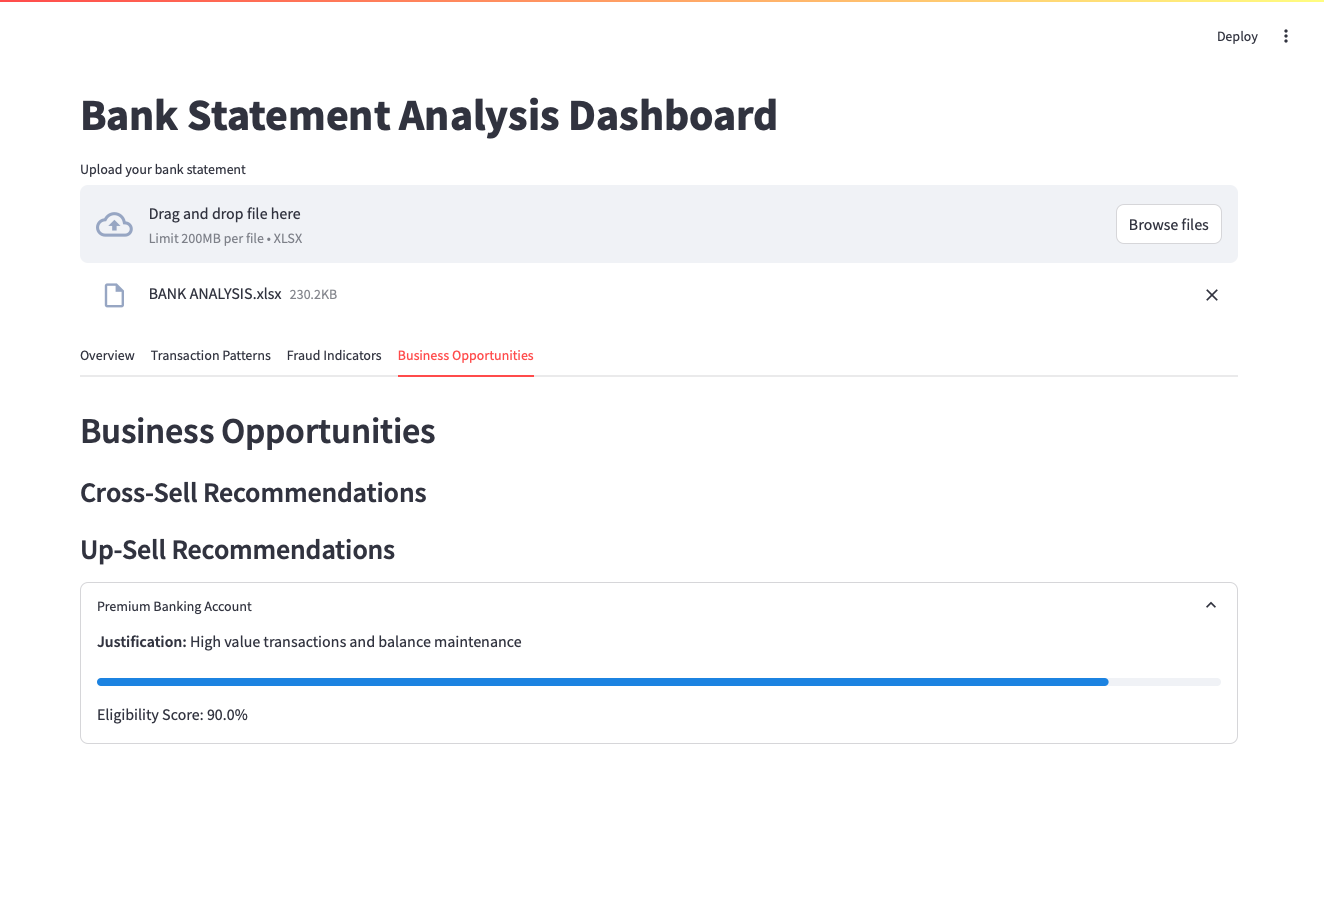 Deploy
Bank Statement Analysis Dashboard
Upload your bank statement
Drag and drop file here
Limit 200MB per file • XLSX
Browse files
BANK ANALYSIS.xlsx 230.2KB
Overview Transaction Patterns Fraud Indicators Business Opportunities
Business Opportunities
Cross-Sell Recommendations
Up-Sell Recommendations
Premium Banking Account
Justification: High value transactions and balance maintenance
Eligibility Score: 90.0%